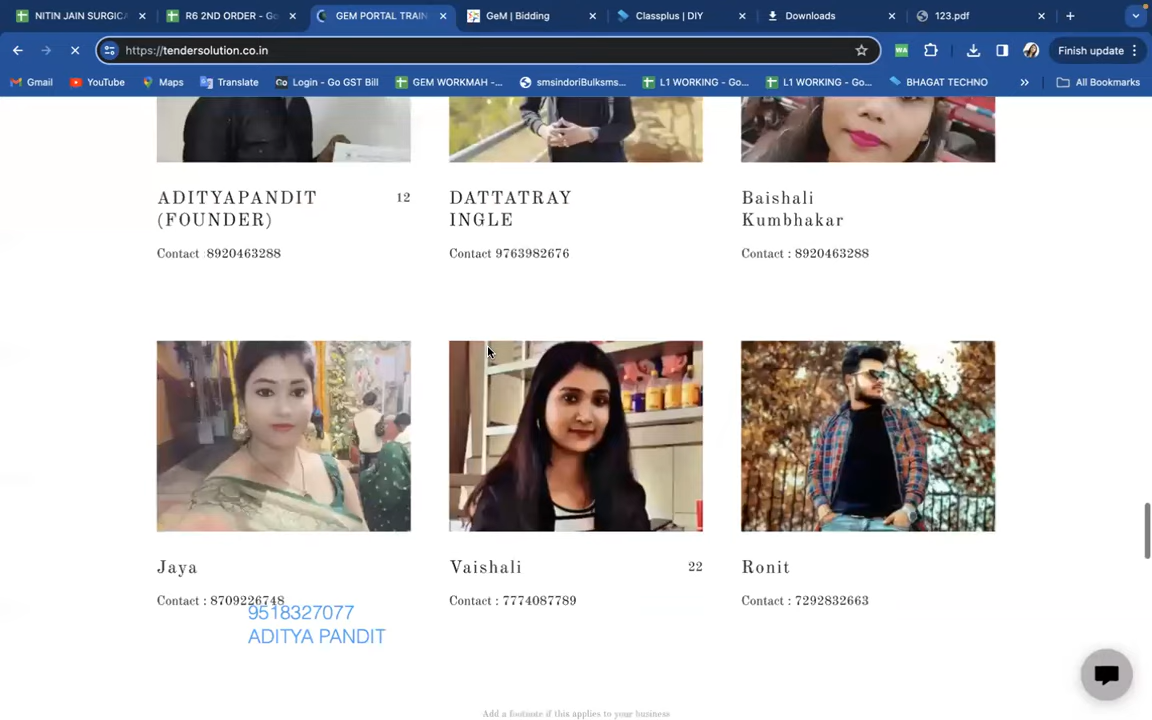 NITIN JAIN SURGICA
R6 2ND ORDER - Go
GEM PORTAL TRAIN
GeM | Bidding
Classplus | DIY
Downloads
123.pdf
https://tendersolution.co.in
WA
Finish update
Gmail
YouTube
Maps
Translate
Co Login - Go GST Bill
GEM WORKMAH -...
smsindoriBulksms...
L1 WORKING - Go...
L1 WORKING - Go...
BHAGAT TECHNO
All Bookmarks
ADITYAPANDIT 12
(FOUNDER)
Contact :8920463288
DATTATRAY
INGLE
Contact 9763982676
Baishali
Kumbhakar
Contact : 8920463288
Jaya
Contact : 8709226748
Vaishali 22
Contact : 7774087789
Ronit
Contact : 7292832663
9518327077
ADITYA PANDIT
Add a footnote if this applies to your business